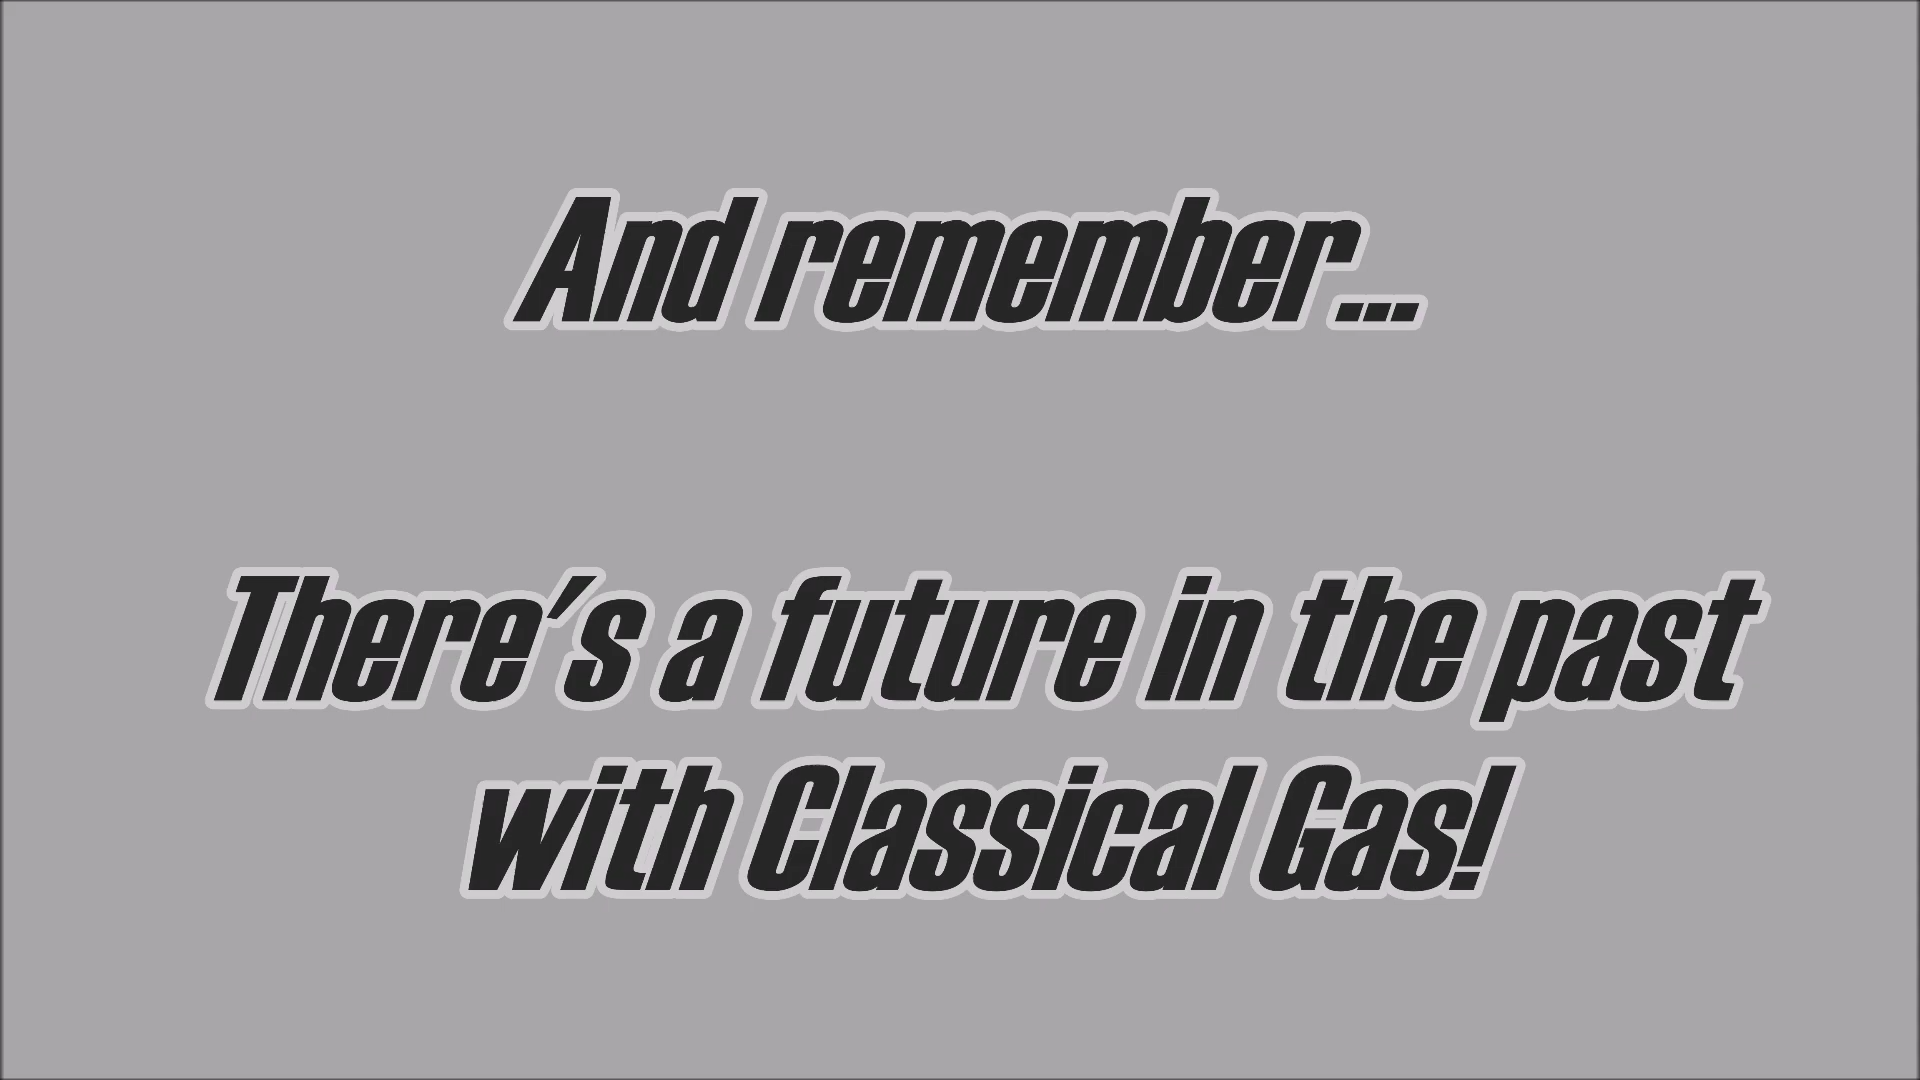 And remember...
There's a future in the past
with Classical Gas!